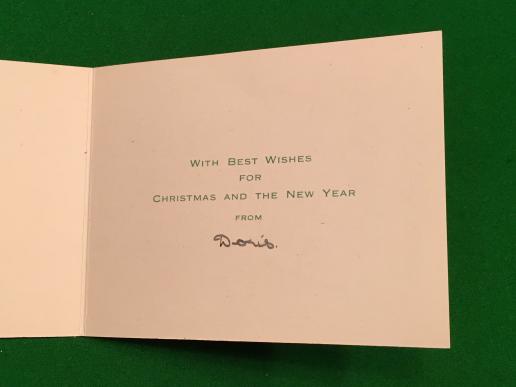 With Best Wishes
for
Christmas and the New Year
from
Doris.